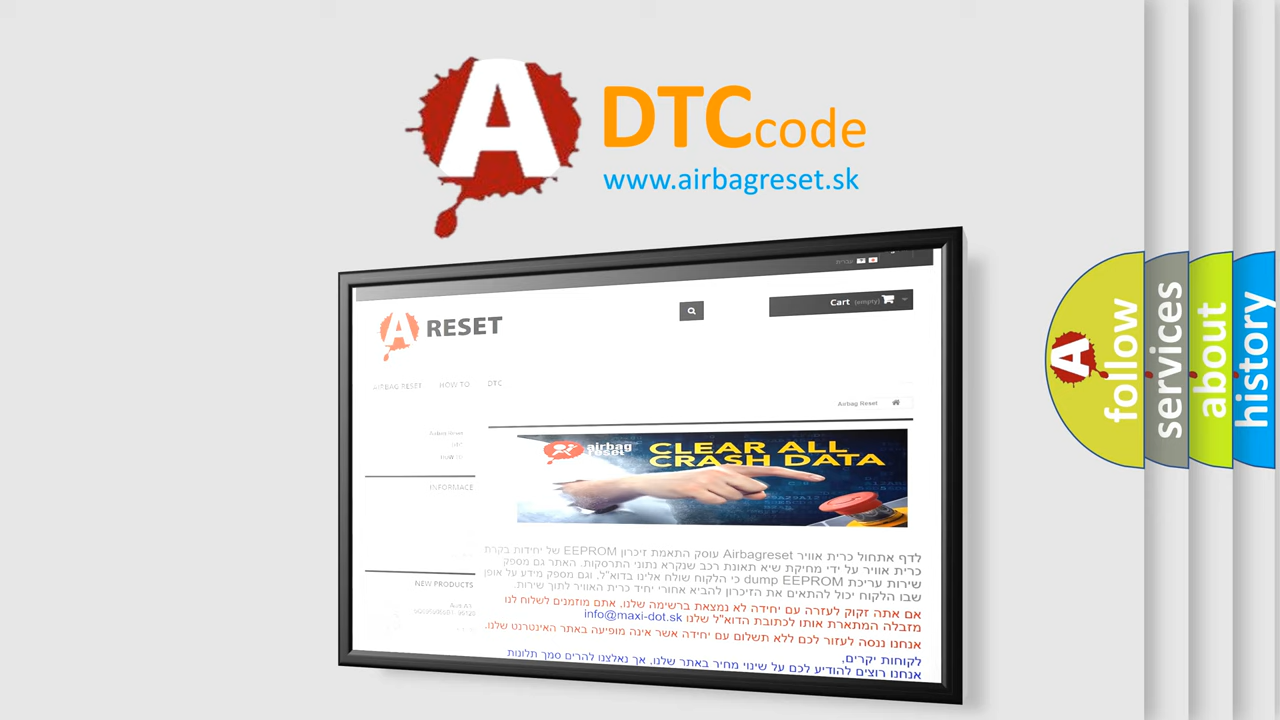 A DTC code
www.airbagreset.sk
עברית
Cart (empty)
A RESET
AIRBAG RESET HOW TO DTC
Airbag Reset
Airbag Reset
HOW TO
INFORMACE
NEW PRODUCTS
airbag reset CLEAR ALL
CRASH DATA
לדף אתחול כרית אוויר Airbagreset עוסק התאמת זיכרון EEPROM של יחידות בקרת
כרית אוויר על ידי מחיקת שיא תאונת רכב שנקרא נתוני התרסקות. האתר גם מספק
שירות עריכת dump EEPROM כי הלקוח שולח אלינו בדוא"ל, וגם מספק מידע על אופן
שבו הלקוח יכול להתאים את הזיכרון להביא אחורי יחיד כרית האוויר לתוך שירות.
אם אתה זקוק לעזרה עם יחידה לא נמצאת ברשימה שלנו, אתם מוזמנים לשלוח לנו
מזבלה המתארת אותו לכתובת הדוא"ל שלנו info@maxi-dot.sk
אנחנו ננסה לעזור לכם ללא תשלום עם יחידה אשר אינה מופיעה באתר האינטרנט שלנו.
לקוחות יקרים,
אנחנו רוצים להודיע לכם על שינוי מחיר באתר שלנו, אך נאלצנו להרים סמך תלונות
A follow
services
about
history